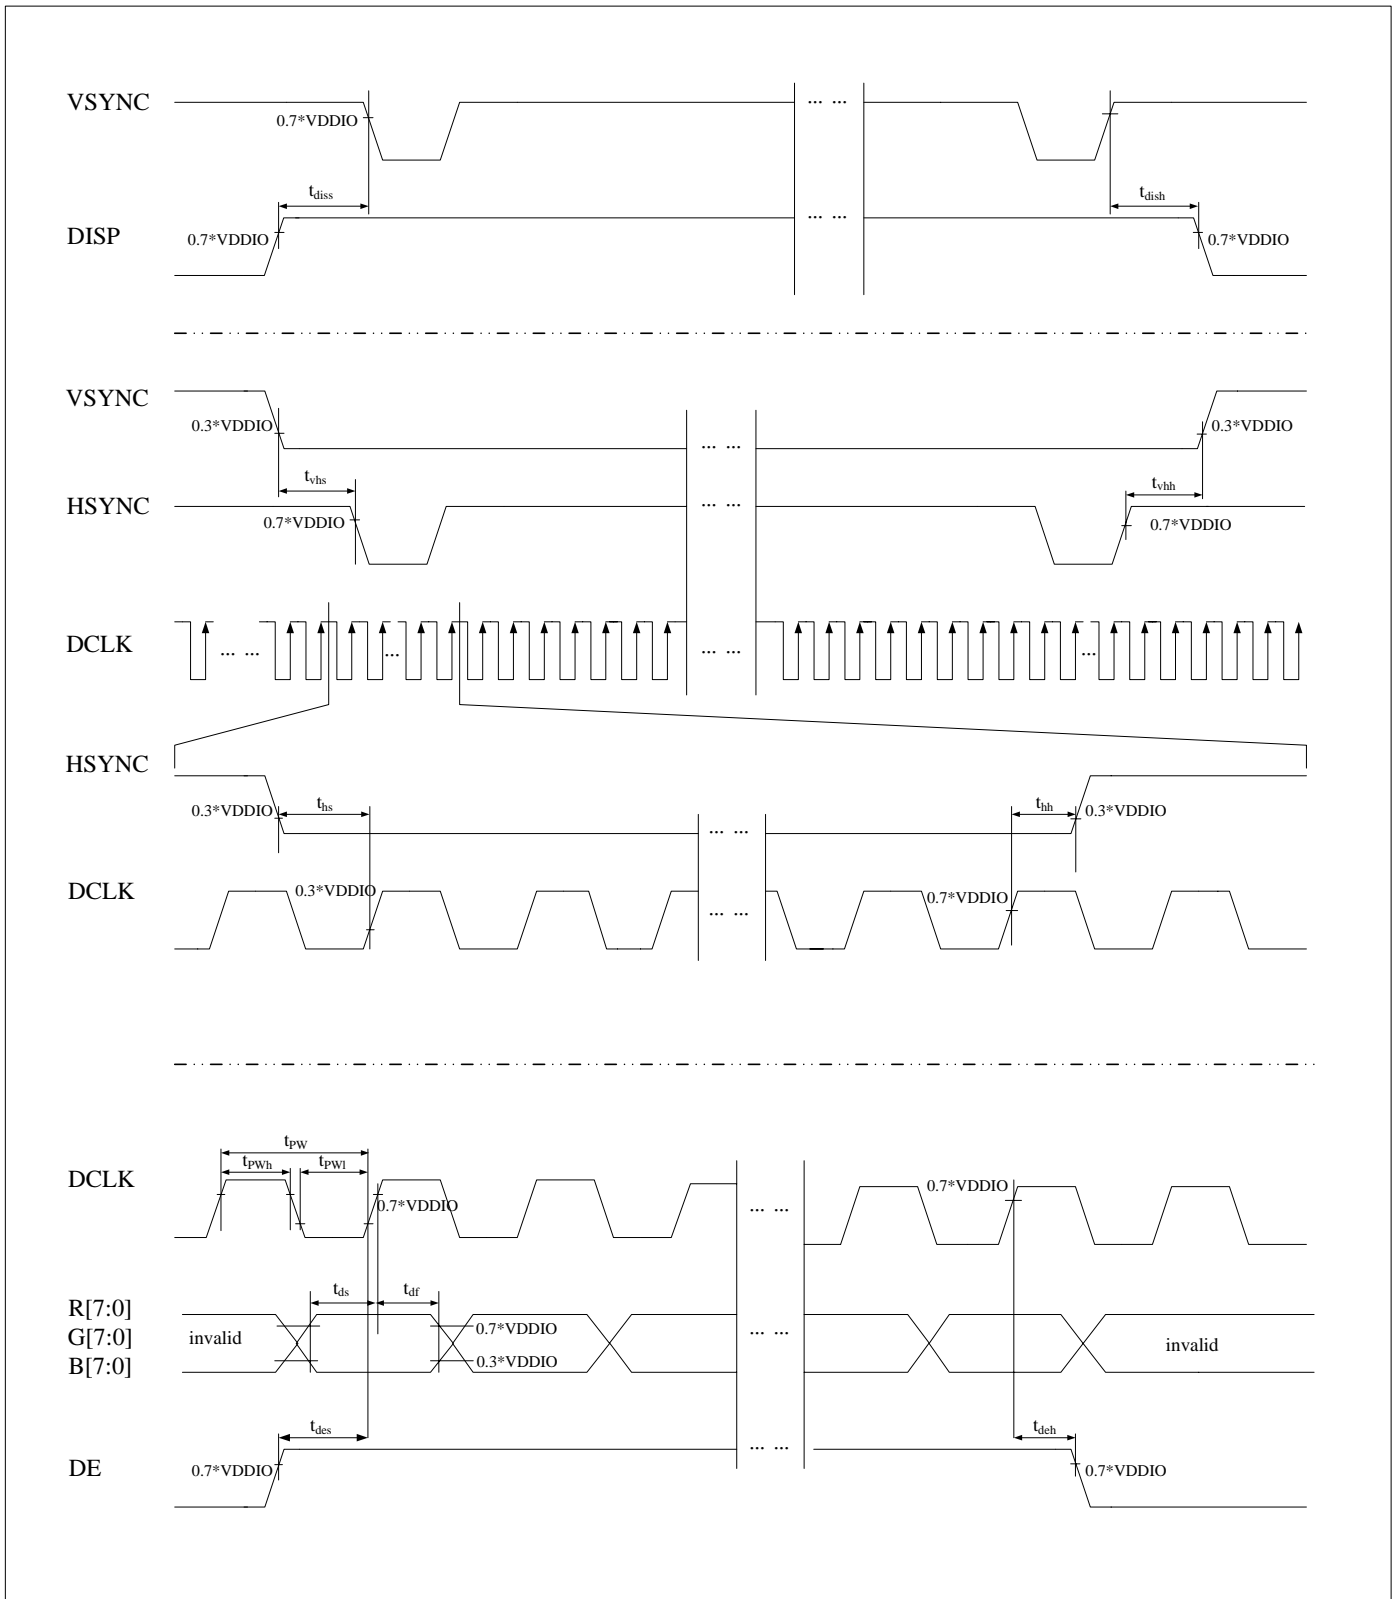 VSYNC
... ...
0.7*VDDIO
t_diss
t_dish
DISP
... ...
0.7*VDDIO
0.7*VDDIO
VSYNC
0.3*VDDIO
... ...
0.3*VDDIO
t_vhs
t_vhh
HSYNC
... ...
0.7*VDDIO
0.7*VDDIO
DCLK
... ...
...
... ...
...
HSYNC
0.3*VDDIO
t_hs
... ...
t_hh
0.3*VDDIO
DCLK
0.3*VDDIO
... ...
0.7*VDDIO
t_PW
t_PWh
t_PWl
DCLK
0.7*VDDIO
... ...
0.7*VDDIO
t_ds
t_df
R[7:0]
G[7:0]
B[7:0]
invalid
0.7*VDDIO
0.3*VDDIO
... ...
invalid
t_des
t_deh
DE
0.7*VDDIO
... ...
0.7*VDDIO